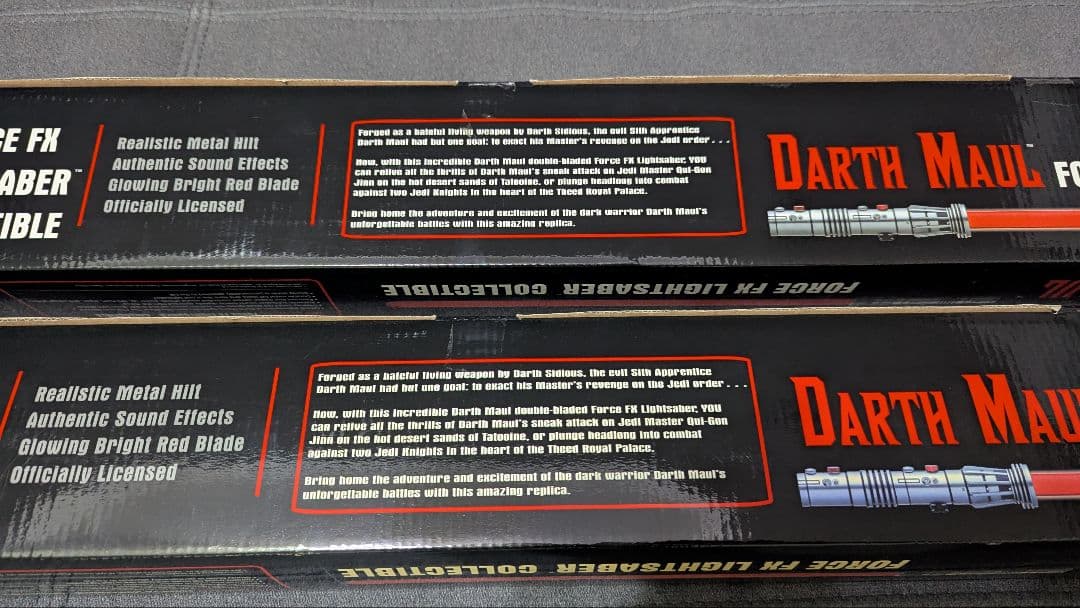 CE FX
ABER™
TIBLE
Realistic Metal Hilt
Authentic Sound Effects
Glowing Bright Red Blade
Officially Licensed
Forged as a hateful living weapon by Darth Sidious, the evil Sith Apprentice
Darth Maul had but one goal: to exact his Master's revenge on the Jedi order . . .
Now, with this incredible Darth Maul double-bladed Force FX Lightsaber, YOU
can relive all the thrills of Darth Maul's sneak attack on Jedi Master Qui-Gon
Jinn on the hot desert sands of Tatooine, or plunge headlong into combat
against two Jedi Knights in the heart of the Theed Royal Palace.
Bring home the adventure and excitement of the dark warrior Darth Maul's
unforgettable battles with this amazing replica.
DARTH MAUL™ FO
FORCE FX LIGHTSABER COLLECTIBLE
Realistic Metal Hilt
Authentic Sound Effects
Glowing Bright Red Blade
Officially Licensed
Forged as a hateful living weapon by Darth Sidious, the evil Sith Apprentice
Darth Maul had but one goal: to exact his Master's revenge on the Jedi order . . .
Now, with this incredible Darth Maul double-bladed Force FX Lightsaber, YOU
can relive all the thrills of Darth Maul's sneak attack on Jedi Master Qui-Gon
Jinn on the hot desert sands of Tatooine, or plunge headlong into combat
against two Jedi Knights in the heart of the Theed Royal Palace.
Bring home the adventure and excitement of the dark warrior Darth Maul's
unforgettable battles with this amazing replica.
DARTH MAU
FORCE FX LIGHTSABER COLLECTIBLE